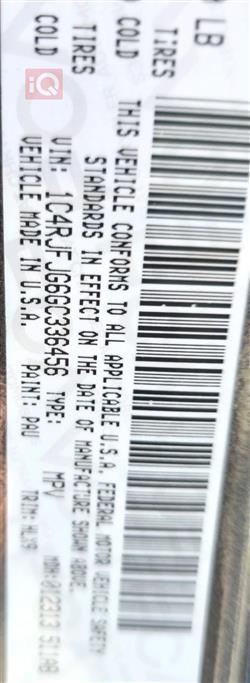 LB
TIRES COLD
TIRES COLD
THIS VEHICLE CONFORMS TO ALL APPLICABLE U.S.A. FEDERAL MOTOR VEHICLE SAFETY
STANDARDS IN EFFECT ON THE DATE OF MANUFACTURE SHOWN ABOVE.
VIN: 1C4RJFJG6GC336456 TYPE: MPV
VEHICLE MADE IN U.S.A. PAINT: PAU TRIM:
IQ